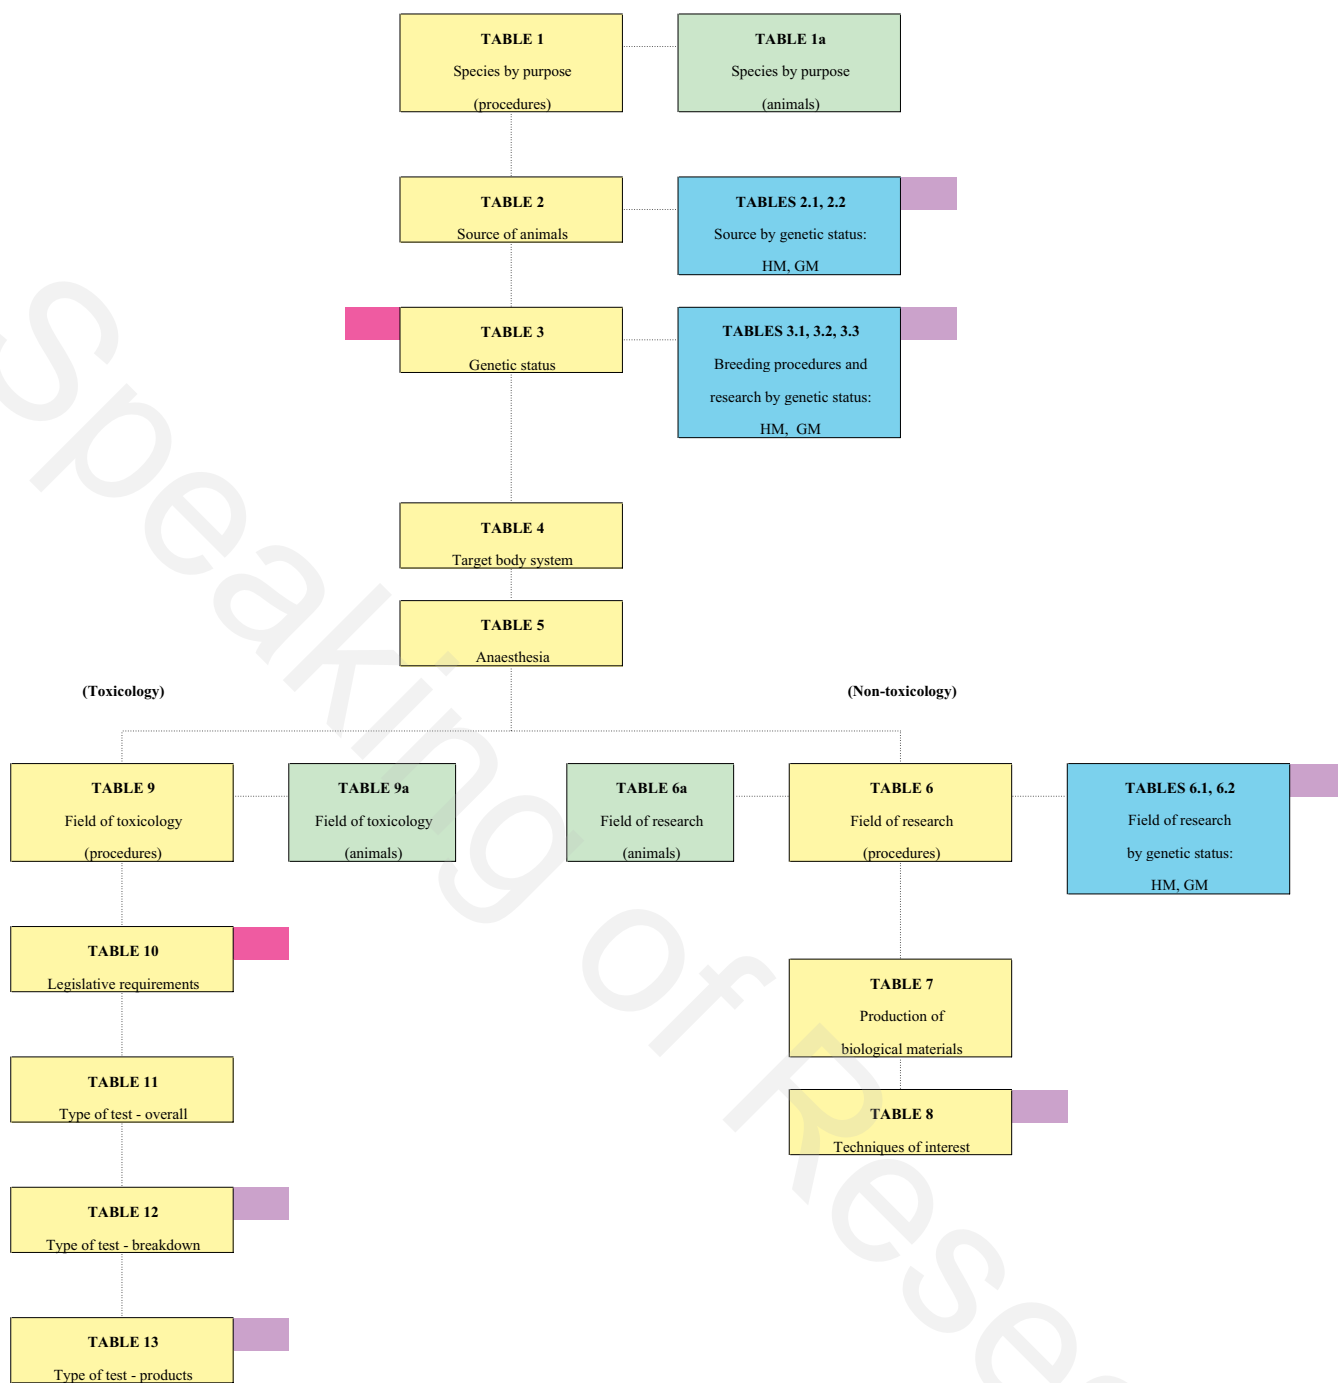 TABLE 1
Species by purpose
(procedures)
TABLE 1a
Species by purpose
(animals)
TABLE 2
Source of animals
TABLES 2.1, 2.2
Source by genetic status:
HM, GM
TABLE 3
Genetic status
TABLES 3.1, 3.2, 3.3
Breeding procedures and
research by genetic status:
HM, GM
TABLE 4
Target body system
TABLE 5
Anaesthesia
(Toxicology)
(Non-toxicology)
TABLE 9
Field of toxicology
(procedures)
TABLE 9a
Field of toxicology
(animals)
TABLE 6a
Field of research
(animals)
TABLE 6
Field of research
(procedures)
TABLES 6.1, 6.2
Field of research
by genetic status:
HM, GM
TABLE 10
Legislative requirements
TABLE 7
Production of
biological materials
TABLE 11
Type of test - overall
TABLE 8
Techniques of interest
TABLE 12
Type of test - breakdown
TABLE 13
Type of test - products
Speaking of Rese